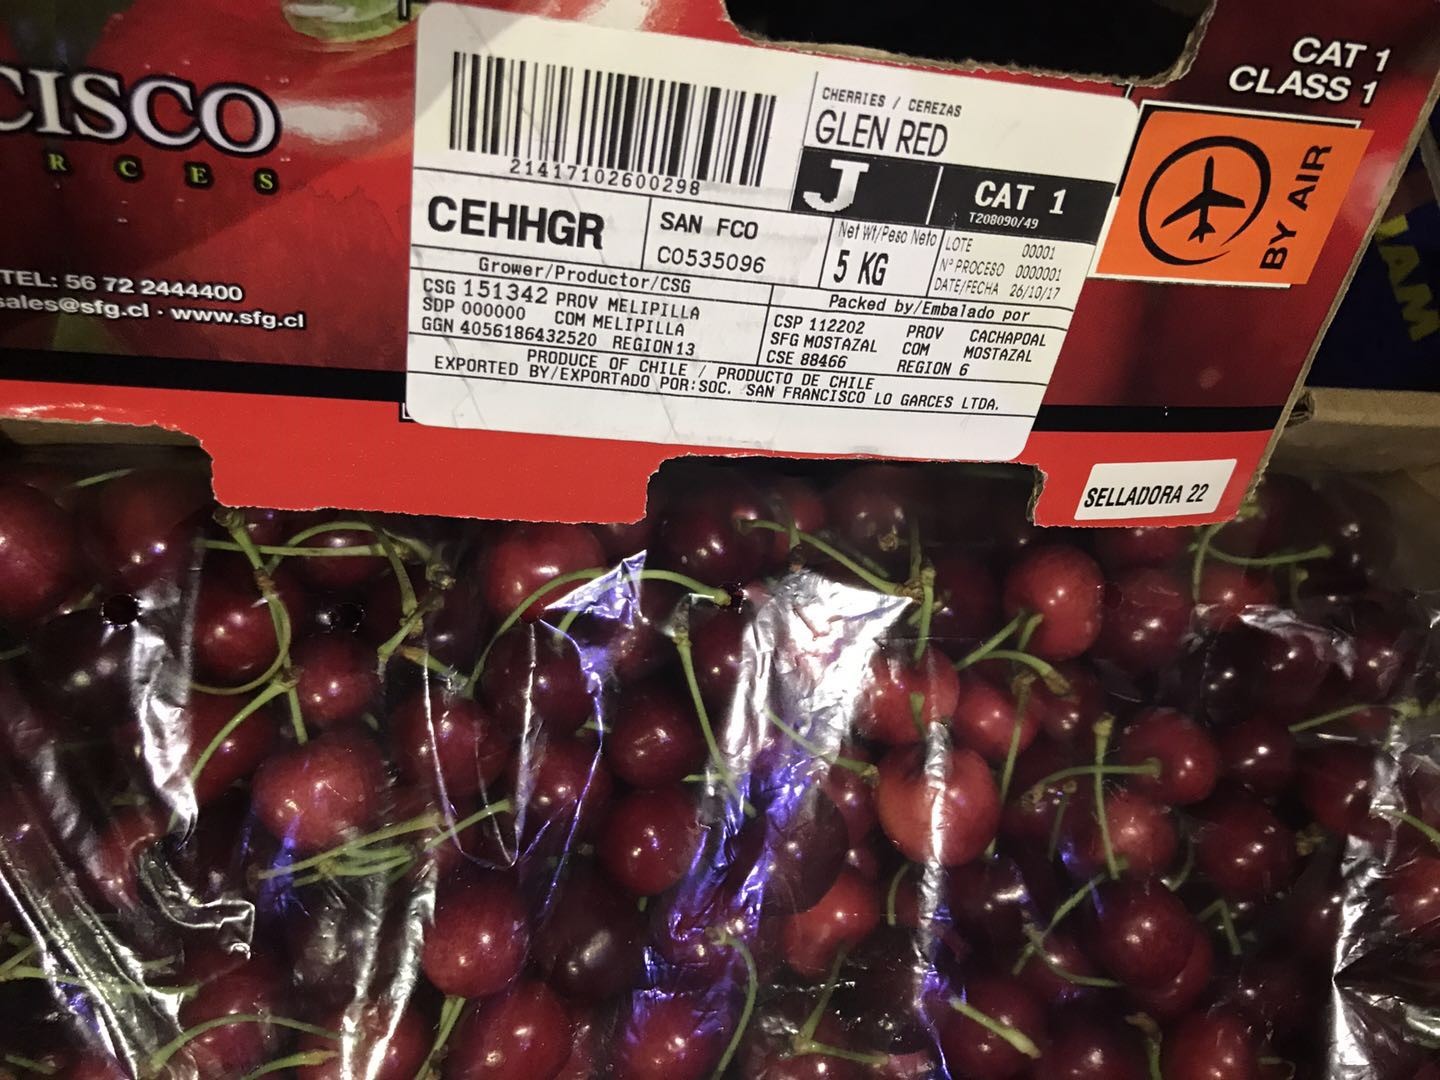 CISCO
R C E S
TEL: 56 72 2444400
sales@sfg.cl · www.sfg.cl
21417102600298
CHERRIES / CEREZAS
GLEN RED
J
CAT 1
T208090/49
CEHHGR
SAN FCO
C0535096
Net Wt/Peso Neto
5 KG
LOTE 00001
Nº PROCESO 0000001
DATE/FECHA 26/10/17
Grower/Productor/CSG
CSG 151342 PROV MELIPILLA
SDP 000000 COM MELIPILLA
GGN 4056186432520 REGION13
Packed by/Embalado por
CSP 112202 PROV CACHAPOAL
SFG MOSTAZAL COM MOSTAZAL
CSE 88466 REGION 6
PRODUCE OF CHILE / PRODUCTO DE CHILE
EXPORTED BY/EXPORTADO POR:SOC. SAN FRANCISCO LO GARCES LTDA.
CAT 1
CLASS 1
BY AIR
SELLADORA 22